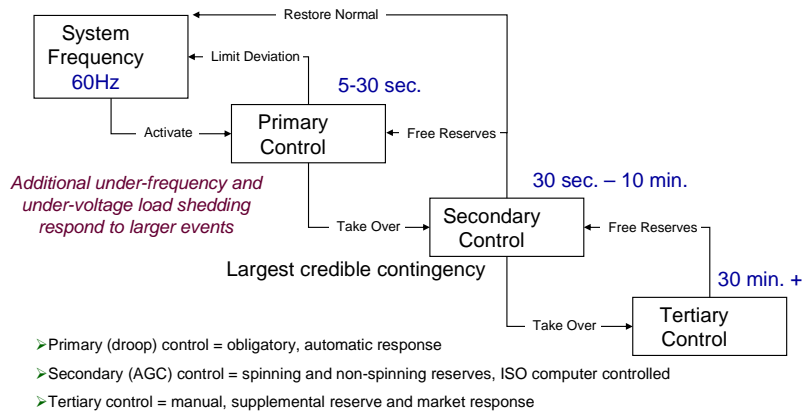 Restore Normal
System
Frequency
60Hz
Limit Deviation
5-30 sec.
Activate
Primary
Control
Free Reserves
Additional under-frequency and
under-voltage load shedding
respond to larger events
30 sec. – 10 min.
Take Over
Secondary
Control
Free Reserves
Largest credible contingency
30 min. +
Take Over
Tertiary
Control
➢Primary (droop) control = obligatory, automatic response
➢Secondary (AGC) control = spinning and non-spinning reserves, ISO computer controlled
➢Tertiary control = manual, supplemental reserve and market response